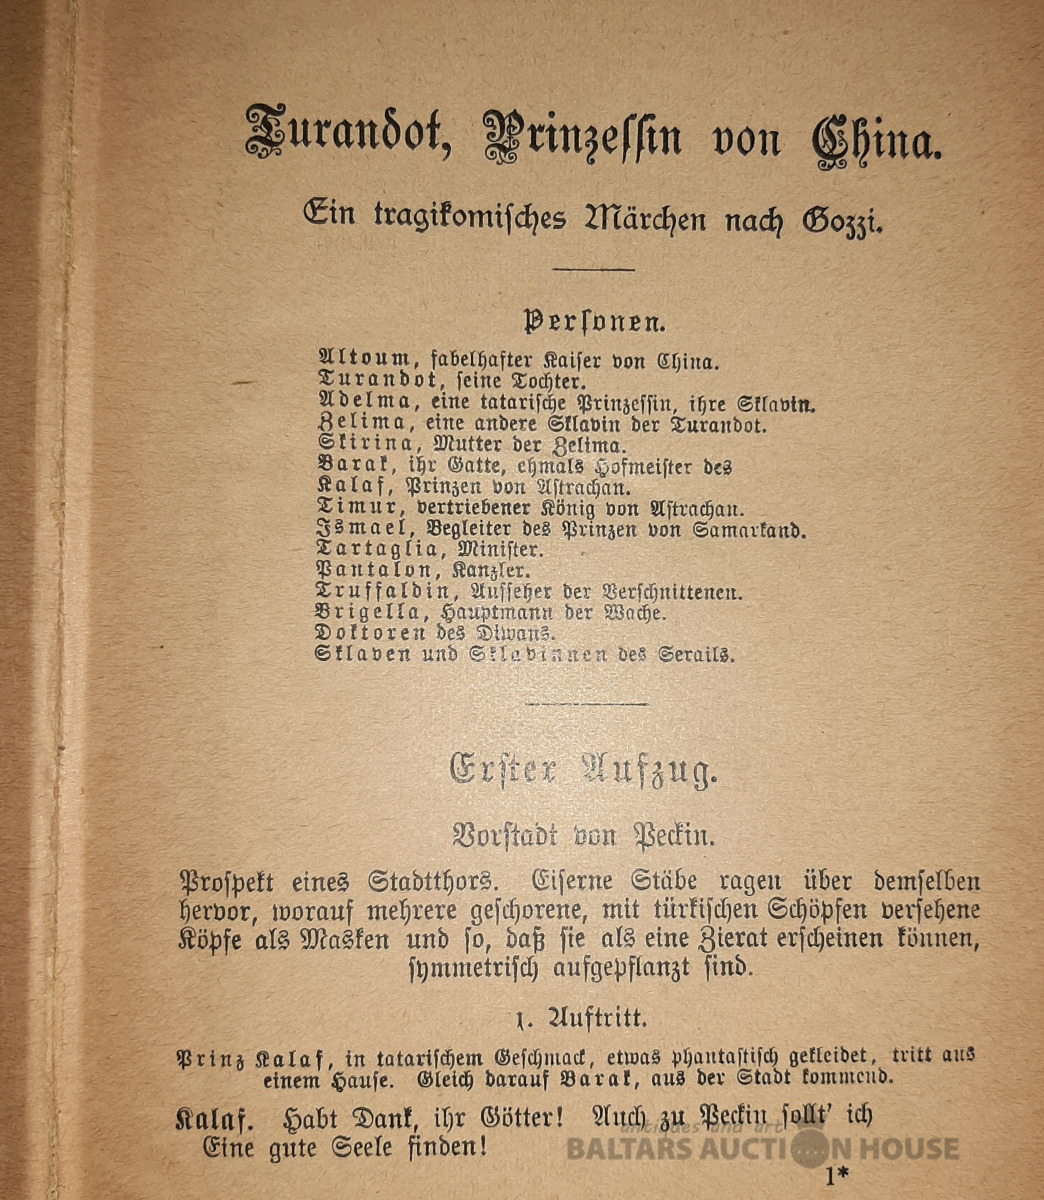 Turandot, Prinzessin von China.
Ein tragikomisches Märchen nach Gozzi.
Personen.
Altoum, fabelhafter Kaiser von China.
Turandot, seine Tochter.
Adelma, eine tatarische Prinzessin, ihre Sklavin.
Zelima, eine andere Sklavin der Turandot.
Skirina, Mutter der Zelima.
Barak, ihr Gatte, ehmals Hofmeister des
Kalaf, Prinzen von Astrachan.
Timur, vertriebener König von Astrachan.
Ismael, Begleiter des Prinzen von Samarkand.
Tartaglia, Minister.
Pantalon, Kanzler.
Truffaldin, Aufseher der Verschnittenen.
Brigella, Hauptmann der Wache.
Doktoren des Diwans.
Sklaven und Sklavinnen des Serails.
Erster Aufzug.
Vorstadt von Peckin.
Prospekt eines Stadtthors. Eiserne Stäbe ragen über demselben
hervor, worauf mehrere geschorene, mit türkischen Schöpfen versehene
Köpfe als Masken und so, daß sie als eine Zierat erscheinen können,
symmetrisch aufgepflanzt sind.
1. Auftritt.
Prinz Kalaf, in tatarischem Geschmack, etwas phantastisch gekleidet, tritt aus
einem Hause. Gleich darauf Barak, aus der Stadt kommend.
Kalaf. Habt Dank, ihr Götter! Auch zu Peckin sollt' ich
Eine gute Seele finden!
antiques and art
BALTARS AUCTION HOUSE
1*